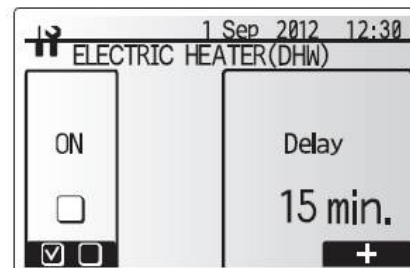 1 Sep 2012 12:30
ELECTRIC HEATER(DHW)
ON
Delay
15 min.
+